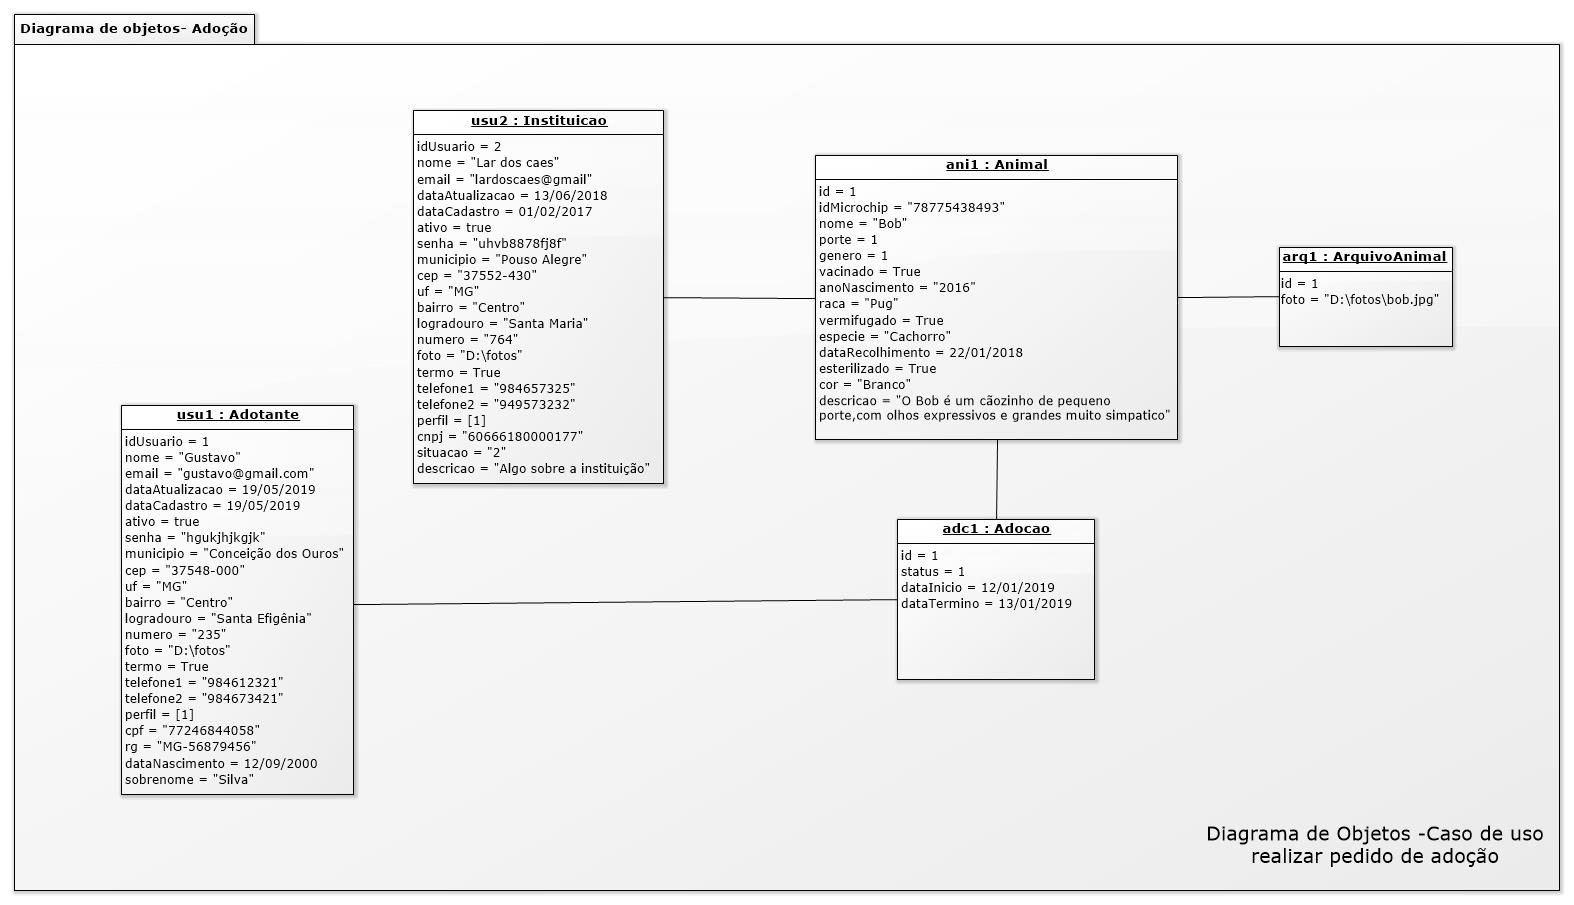 Diagrama de objetos- Adoção
usu2 : Instituicao
idUsuario = 2
nome = "Lar dos caes"
email = "lardoscaes@gmail"
dataAtualizacao = 13/06/2018
dataCadastro = 01/02/2017
ativo = true
senha = "uhvb8878fj8f"
municipio = "Pouso Alegre"
cep = "37552-430"
uf = "MG"
bairro = "Centro"
logradouro = "Santa Maria"
numero = "764"
foto = "D:\fotos"
termo = True
telefone1 = "984657325"
telefone2 = "949573232"
perfil = [1]
cnpj = "60666180000177"
situacao = "2"
descricao = "Algo sobre a instituição"
ani1 : Animal
id = 1
idMicrochip = "78775438493"
nome = "Bob"
porte = 1
genero = 1
vacinado = True
anoNascimento = "2016"
raca = "Pug"
vermifugado = True
especie = "Cachorro"
dataRecolhimento = 22/01/2018
esterilizado = True
cor = "Branco"
descricao = "O Bob é um cãozinho de pequeno
porte,com olhos expressivos e grandes muito simpatico"
arq1 : ArquivoAnimal
id = 1
foto = "D:\fotos\bob.jpg"
usu1 : Adotante
idUsuario = 1
nome = "Gustavo"
email = "gustavo@gmail.com"
dataAtualizacao = 19/05/2019
dataCadastro = 19/05/2019
ativo = true
senha = "hgukjhjkgjk"
municipio = "Conceição dos Ouros"
cep = "37548-000"
uf = "MG"
bairro = "Centro"
logradouro = "Santa Efigênia"
numero = "235"
foto = "D:\fotos"
termo = True
telefone1 = "984612321"
telefone2 = "984673421"
perfil = [1]
cpf = "77246844058"
rg = "MG-56879456"
dataNascimento = 12/09/2000
sobrenome = "Silva"
adc1 : Adocao
id = 1
status = 1
dataInicio = 12/01/2019
dataTermino = 13/01/2019
Diagrama de Objetos -Caso de uso
realizar pedido de adoção